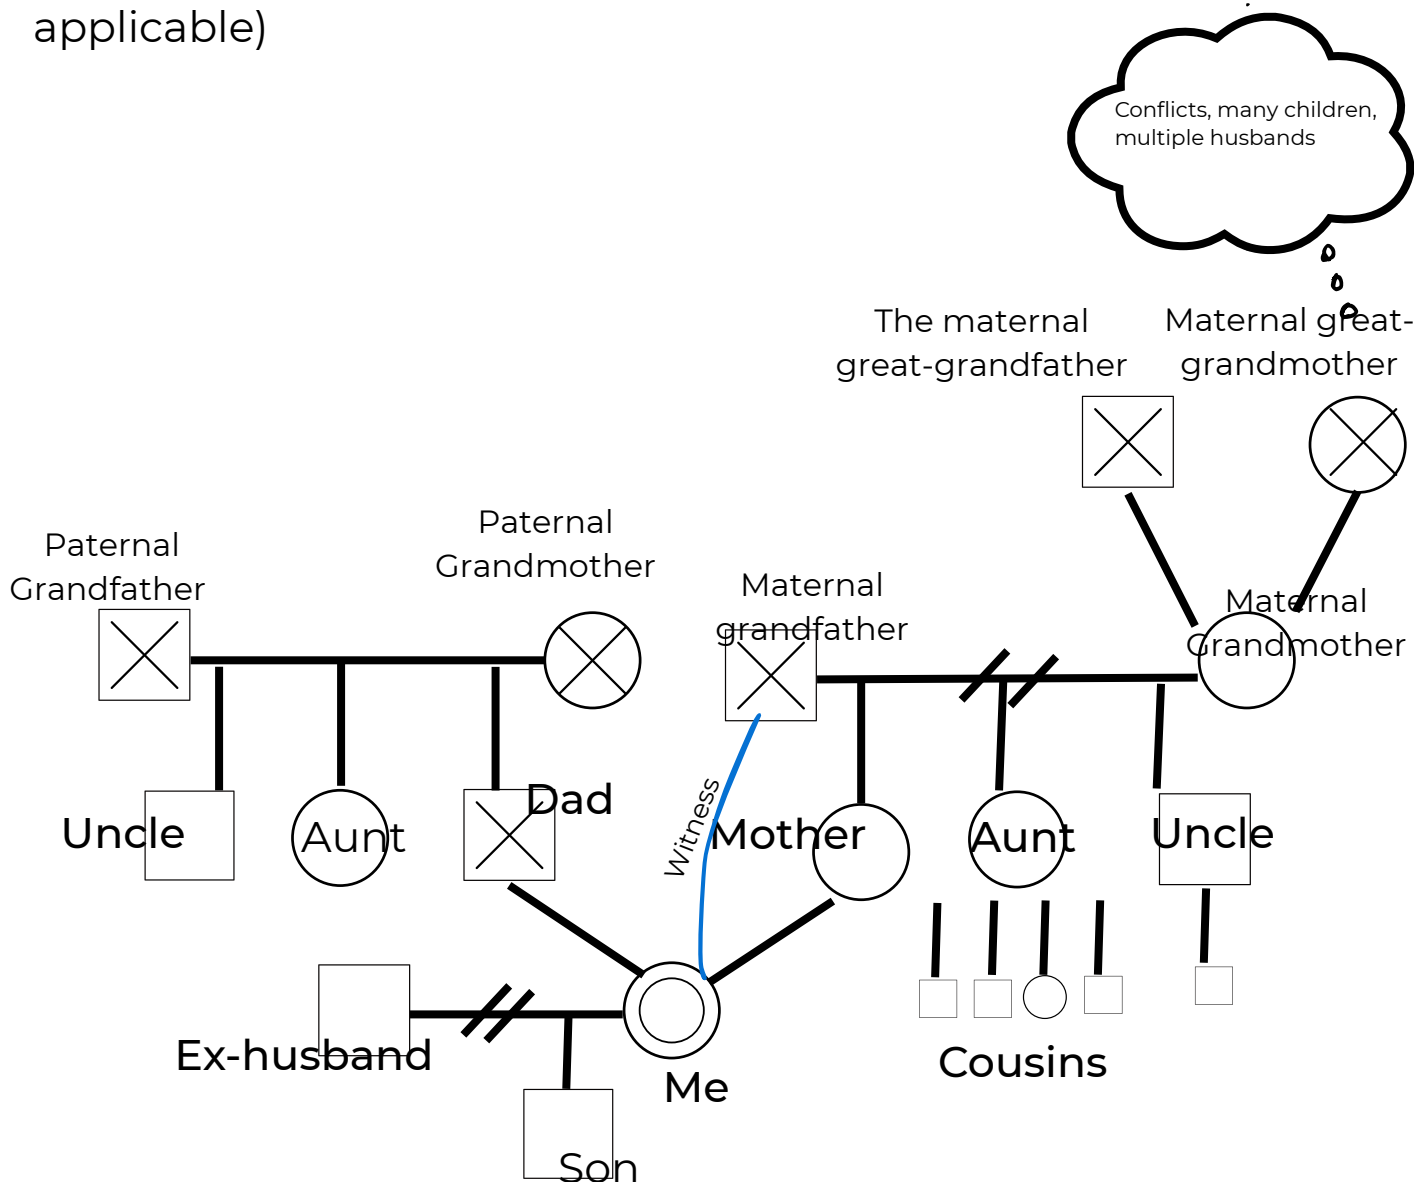 applicable)
Conflicts, many children,
multiple husbands
The maternal
great-grandfather
Maternal great-
grandmother
Paternal
Grandfather
Paternal
Grandmother
Maternal
grandfather
Maternal
Grandmother
Uncle
Aunt
Dad
Witness
Mother
Aunt
Uncle
Ex-husband
Me
Cousins
Son